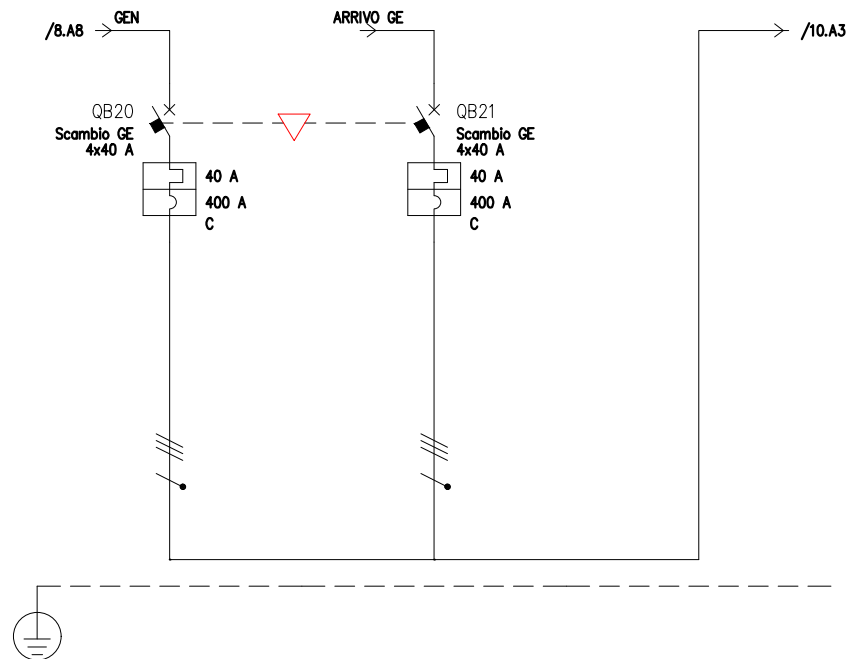 GEN
/8.A8
ARRIVO GE
/10.A3
QB20
Scambio GE
4x40 A
40 A
400 A
C
QB21
Scambio GE
4x40 A
40 A
400 A
C